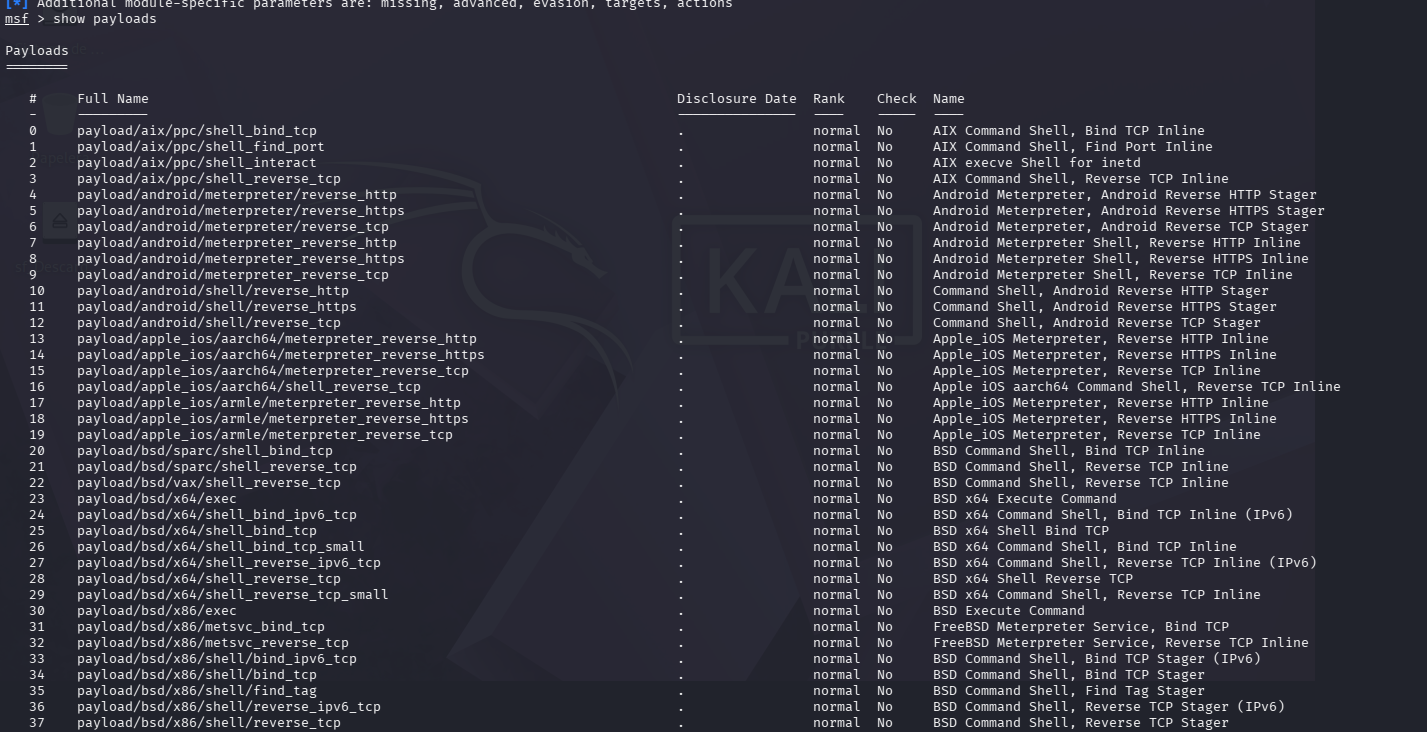 [*] Additional module-specific parameters are: missing, advanced, evasion, targets, actions
msf > show payloads
Payloads
========
# Full Name Disclosure Date Rank Check Name
- --------- --------------- ---- ----- ----
0 payload/aix/ppc/shell_bind_tcp . normal No AIX Command Shell, Bind TCP Inline
1 payload/aix/ppc/shell_find_port . normal No AIX Command Shell, Find Port Inline
2 payload/aix/ppc/shell_interact . normal No AIX execve Shell for inetd
3 payload/aix/ppc/shell_reverse_tcp . normal No AIX Command Shell, Reverse TCP Inline
4 payload/android/meterpreter/reverse_http . normal No Android Meterpreter, Android Reverse HTTP Stager
5 payload/android/meterpreter/reverse_https . normal No Android Meterpreter, Android Reverse HTTPS Stager
6 payload/android/meterpreter/reverse_tcp . normal No Android Meterpreter, Android Reverse TCP Stager
7 payload/android/meterpreter_reverse_http . normal No Android Meterpreter Shell, Reverse HTTP Inline
8 payload/android/meterpreter_reverse_https . normal No Android Meterpreter Shell, Reverse HTTPS Inline
9 payload/android/meterpreter_reverse_tcp . normal No Android Meterpreter Shell, Reverse TCP Inline
10 payload/android/shell/reverse_http . normal No Command Shell, Android Reverse HTTP Stager
11 payload/android/shell/reverse_https . normal No Command Shell, Android Reverse HTTPS Stager
12 payload/android/shell/reverse_tcp . normal No Command Shell, Android Reverse TCP Stager
13 payload/apple_ios/aarch64/meterpreter_reverse_http . normal No Apple_iOS Meterpreter, Reverse HTTP Inline
14 payload/apple_ios/aarch64/meterpreter_reverse_https . normal No Apple_iOS Meterpreter, Reverse HTTPS Inline
15 payload/apple_ios/aarch64/meterpreter_reverse_tcp . normal No Apple_iOS Meterpreter, Reverse TCP Inline
16 payload/apple_ios/aarch64/shell_reverse_tcp . normal No Apple iOS aarch64 Command Shell, Reverse TCP Inline
17 payload/apple_ios/armle/meterpreter_reverse_http . normal No Apple_iOS Meterpreter, Reverse HTTP Inline
18 payload/apple_ios/armle/meterpreter_reverse_https . normal No Apple_iOS Meterpreter, Reverse HTTPS Inline
19 payload/apple_ios/armle/meterpreter_reverse_tcp . normal No Apple_iOS Meterpreter, Reverse TCP Inline
20 payload/bsd/sparc/shell_bind_tcp . normal No BSD Command Shell, Bind TCP Inline
21 payload/bsd/sparc/shell_reverse_tcp . normal No BSD Command Shell, Reverse TCP Inline
22 payload/bsd/vax/shell_reverse_tcp . normal No BSD Command Shell, Reverse TCP Inline
23 payload/bsd/x64/exec . normal No BSD x64 Execute Command
24 payload/bsd/x64/shell_bind_ipv6_tcp . normal No BSD x64 Command Shell, Bind TCP Inline (IPv6)
25 payload/bsd/x64/shell_bind_tcp . normal No BSD x64 Shell Bind TCP
26 payload/bsd/x64/shell_bind_tcp_small . normal No BSD x64 Command Shell, Bind TCP Inline
27 payload/bsd/x64/shell_reverse_ipv6_tcp . normal No BSD x64 Command Shell, Reverse TCP Inline (IPv6)
28 payload/bsd/x64/shell_reverse_tcp . normal No BSD x64 Shell Reverse TCP
29 payload/bsd/x64/shell_reverse_tcp_small . normal No BSD x64 Command Shell, Reverse TCP Inline
30 payload/bsd/x86/exec . normal No BSD Execute Command
31 payload/bsd/x86/metsvc_bind_tcp . normal No FreeBSD Meterpreter Service, Bind TCP
32 payload/bsd/x86/metsvc_reverse_tcp . normal No FreeBSD Meterpreter Service, Reverse TCP Inline
33 payload/bsd/x86/shell/bind_ipv6_tcp . normal No BSD Command Shell, Bind TCP Stager (IPv6)
34 payload/bsd/x86/shell/bind_tcp . normal No BSD Command Shell, Bind TCP Stager
35 payload/bsd/x86/shell/find_tag . normal No BSD Command Shell, Find Tag Stager
36 payload/bsd/x86/shell/reverse_ipv6_tcp . normal No BSD Command Shell, Reverse TCP Stager (IPv6)
37 payload/bsd/x86/shell/reverse_tcp . normal No BSD Command Shell, Reverse TCP Stager